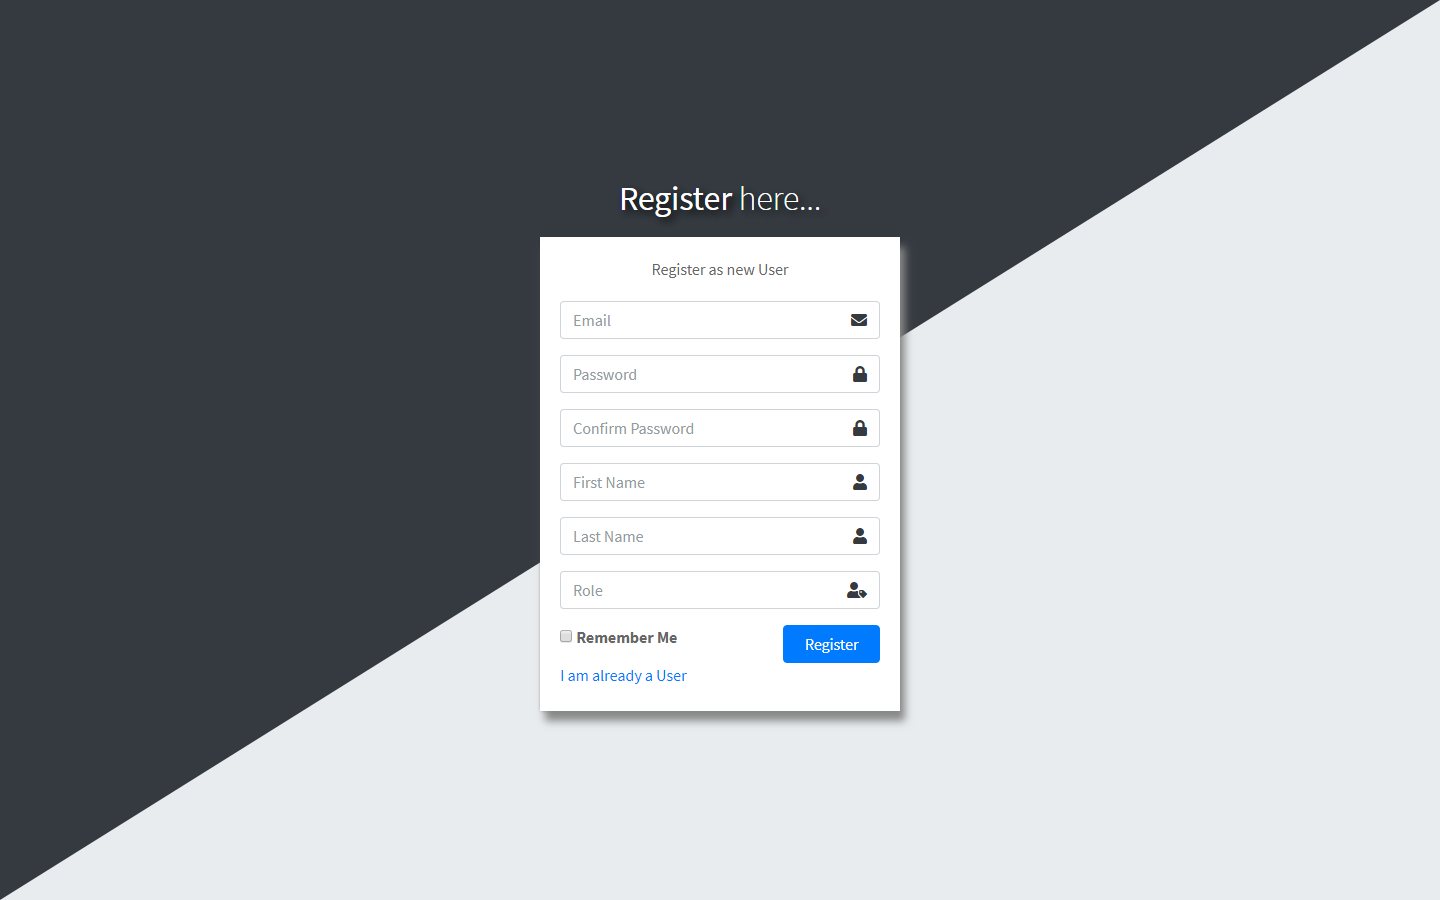 Register here...
Register as new User
Email
Password
Confirm Password
First Name
Last Name
Role
Remember Me
Register
I am already a User